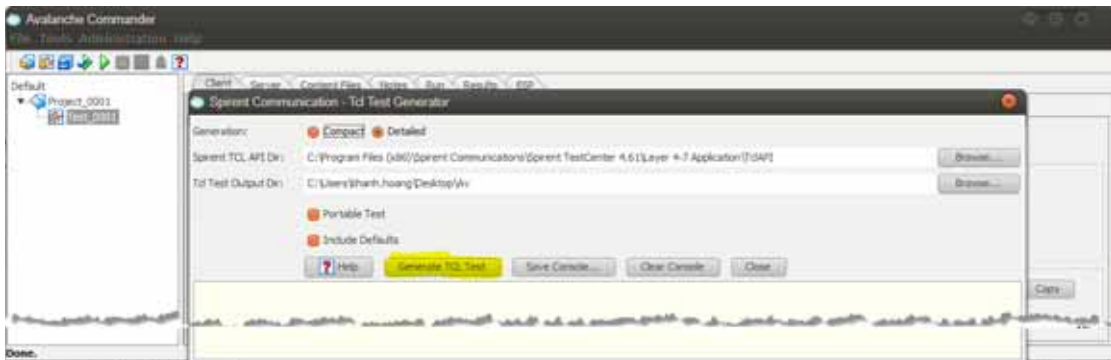 Avalanche Commander
File Tools Administration Help
Default
Project_0001
Test_0001
Client Server Content Files Notes Run Results ESP
Spirent Communication - Tcl Test Generator
Generation: Compact Detailed
Spirent TCL API Dir: C:\Program Files (x86)\Spirent Communications\Spirent TestCenter 4.61\Layer 4-7 Application\TclAPI Browse...
Tcl Test Output Dir: C:\Users\thanh.hoang\Desktop\Av Browse...
Portable Test
Include Defaults
? Help Generate TCL Test Save Console... Clear Console Close
Copy
Done.